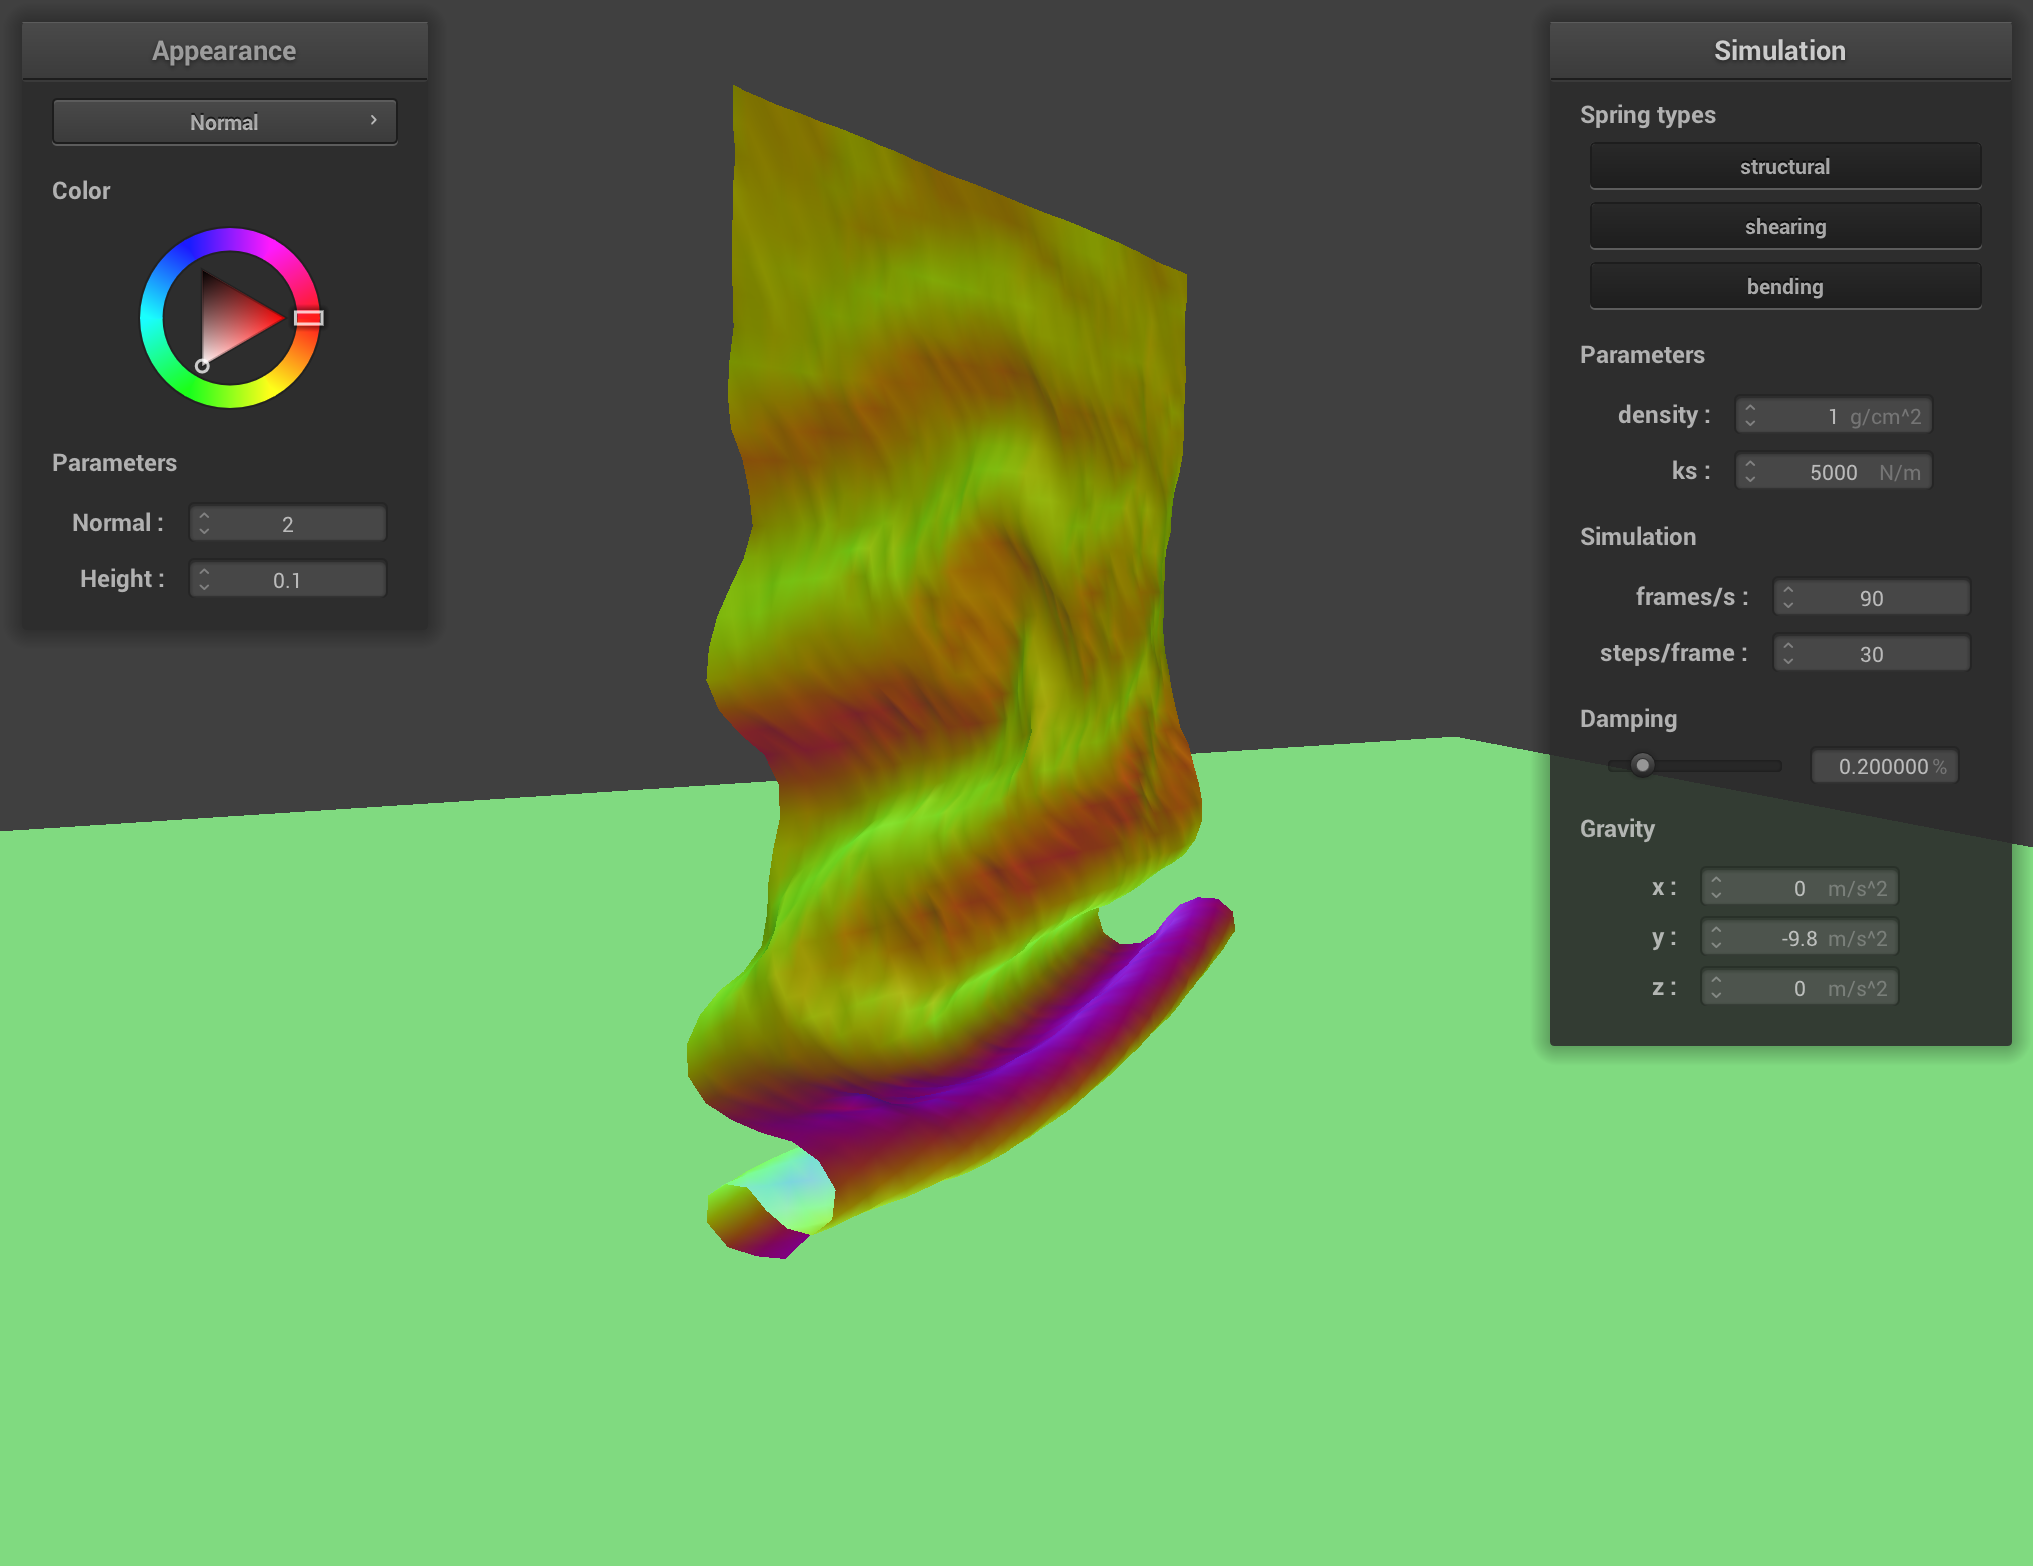 Appearance
Normal
Color
Parameters
Normal : 2
Height : 0.1
Simulation
Spring types
structural
shearing
bending
Parameters
density : 1 g/cm^2
ks : 5000 N/m
Simulation
frames/s : 90
steps/frame : 30
Damping
0.200000 %
Gravity
x : 0 m/s^2
y : -9.8 m/s^2
z : 0 m/s^2